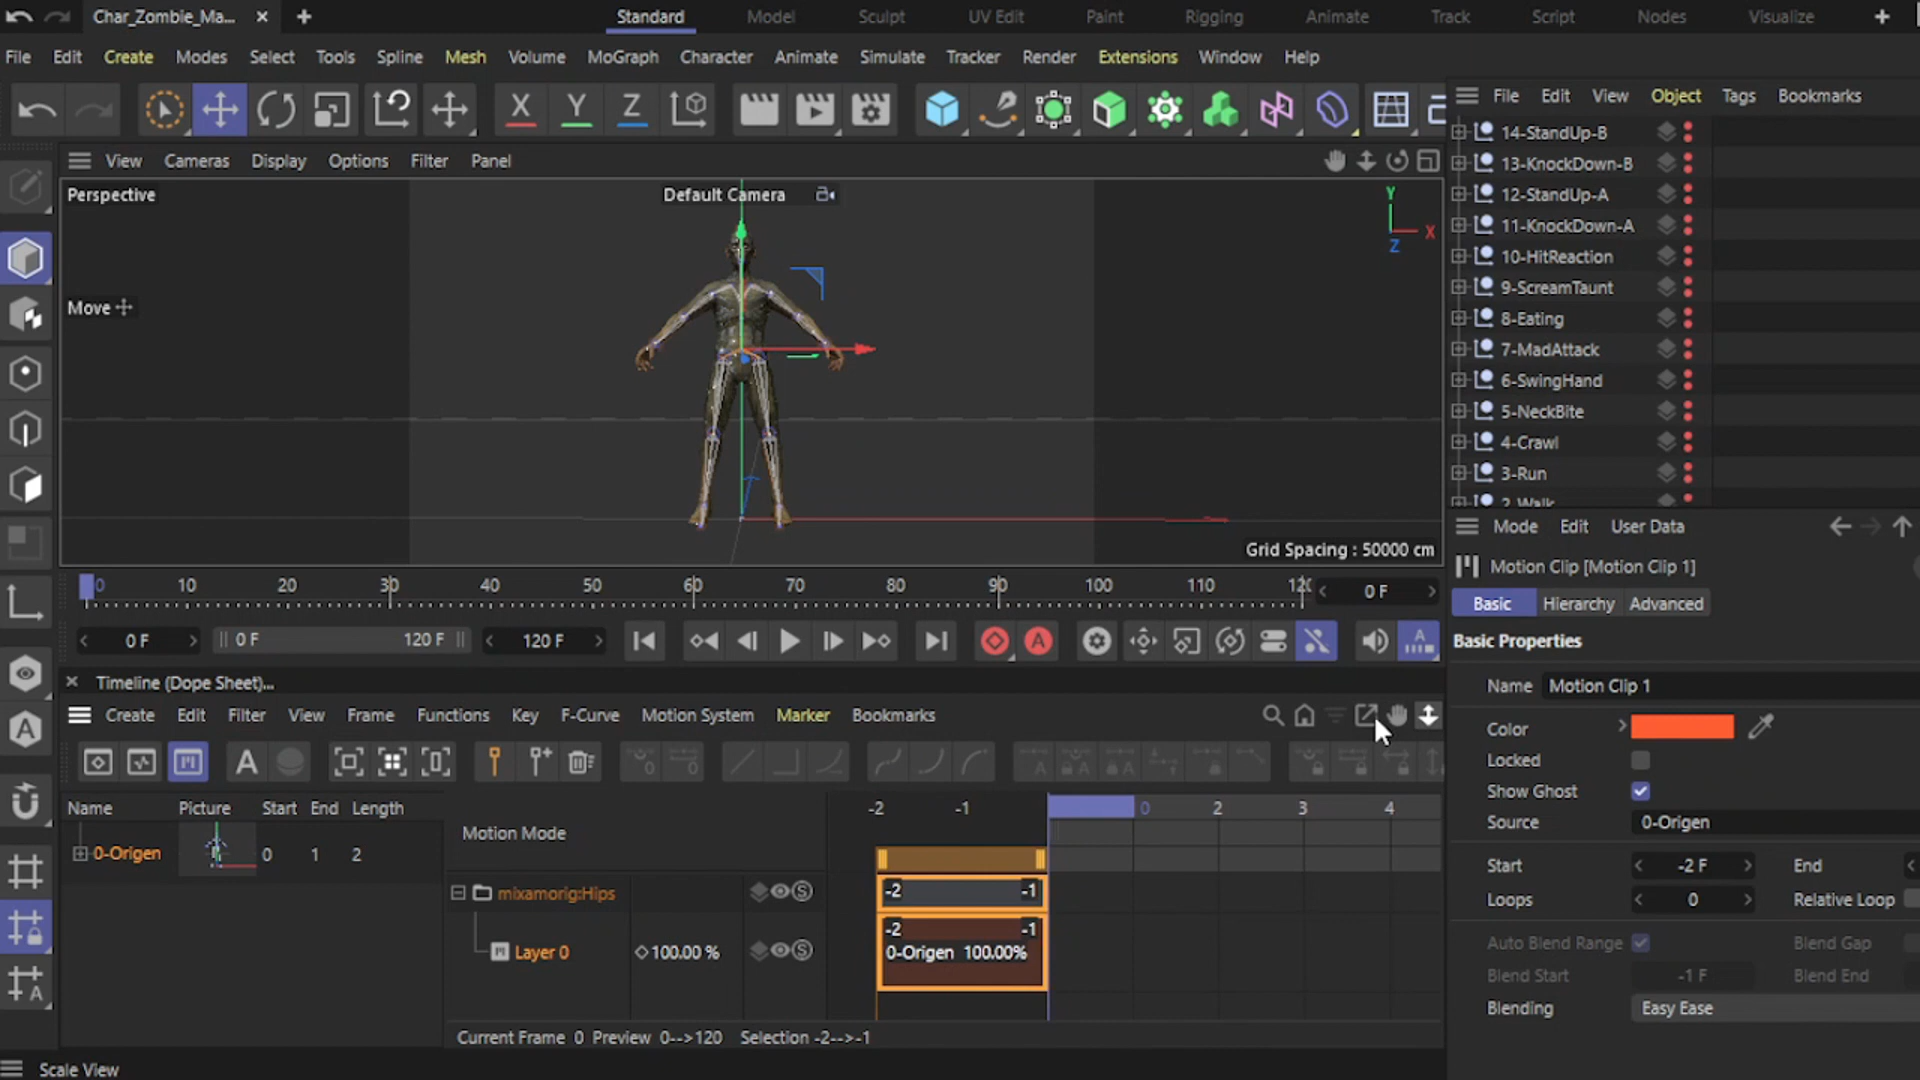 Char_Zombie_Ma...
Standard Model Sculpt UV Edit Paint Rigging Animate Track Script Nodes Visualize
File Edit Create Modes Select Tools Spline Mesh Volume MoGraph Character Animate Simulate Tracker Render Extensions Window Help
X Y Z
File Edit View Object Tags Bookmarks
View Cameras Display Options Filter Panel
14-StandUp-B
13-KnockDown-B
12-StandUp-A
11-KnockDown-A
10-HitReaction
9-ScreamTaunt
8-Eating
7-MadAttack
6-SwingHand
5-NeckBite
4-Crawl
3-Run
2-Walk
Perspective
Default Camera
Y
X
Z
Move
Grid Spacing : 50000 cm
0 10 20 30 40 50 60 70 80 90 100 110 12
0 F
0 F 0 F 120 F 120 F
A A
Mode Edit User Data
Motion Clip [Motion Clip 1]
Basic Hierarchy Advanced
Basic Properties
Name Motion Clip 1
Color
Locked
Show Ghost
Source 0-Origen
Start -2 F End
Loops 0 Relative Loop
Auto Blend Range Blend Gap
Blend Start -1 F Blend End
Blending Easy Ease
Timeline (Dope Sheet)...
Create Edit Filter View Frame Functions Key F-Curve Motion System Marker Bookmarks
A
Name Picture Start End Length
0-Origen 0 1 2
-2 -1 0 2 3 4
Motion Mode
mixamorig:Hips S
-2 -1
Layer 0 100.00 % S
-2 -1
0-Origen 100.00%
Current Frame 0 Preview 0-->120 Selection -2-->-1
Scale View